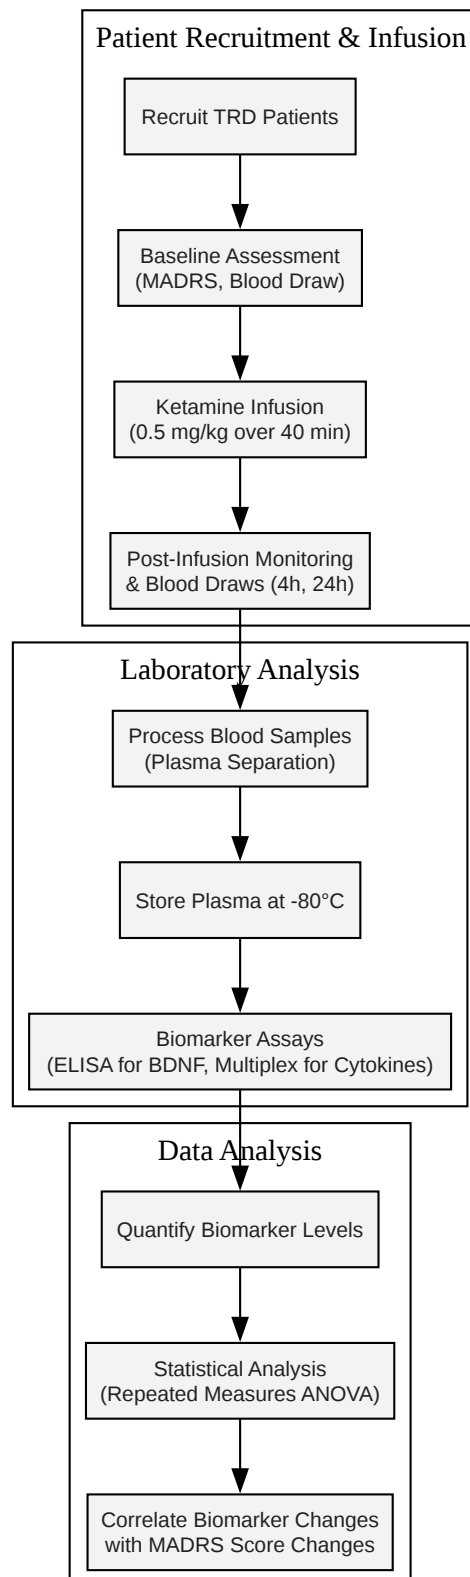 Patient Recruitment & Infusion
Recruit TRD Patients
Baseline Assessment
(MADRS, Blood Draw)
Ketamine Infusion
(0.5 mg/kg over 40 min)
Post-Infusion Monitoring
& Blood Draws (4h, 24h)
Laboratory Analysis
Process Blood Samples
(Plasma Separation)
Store Plasma at -80°C
Biomarker Assays
(ELISA for BDNF, Multiplex for Cytokines)
Data Analysis
Quantify Biomarker Levels
Statistical Analysis
(Repeated Measures ANOVA)
Correlate Biomarker Changes
with MADRS Score Changes